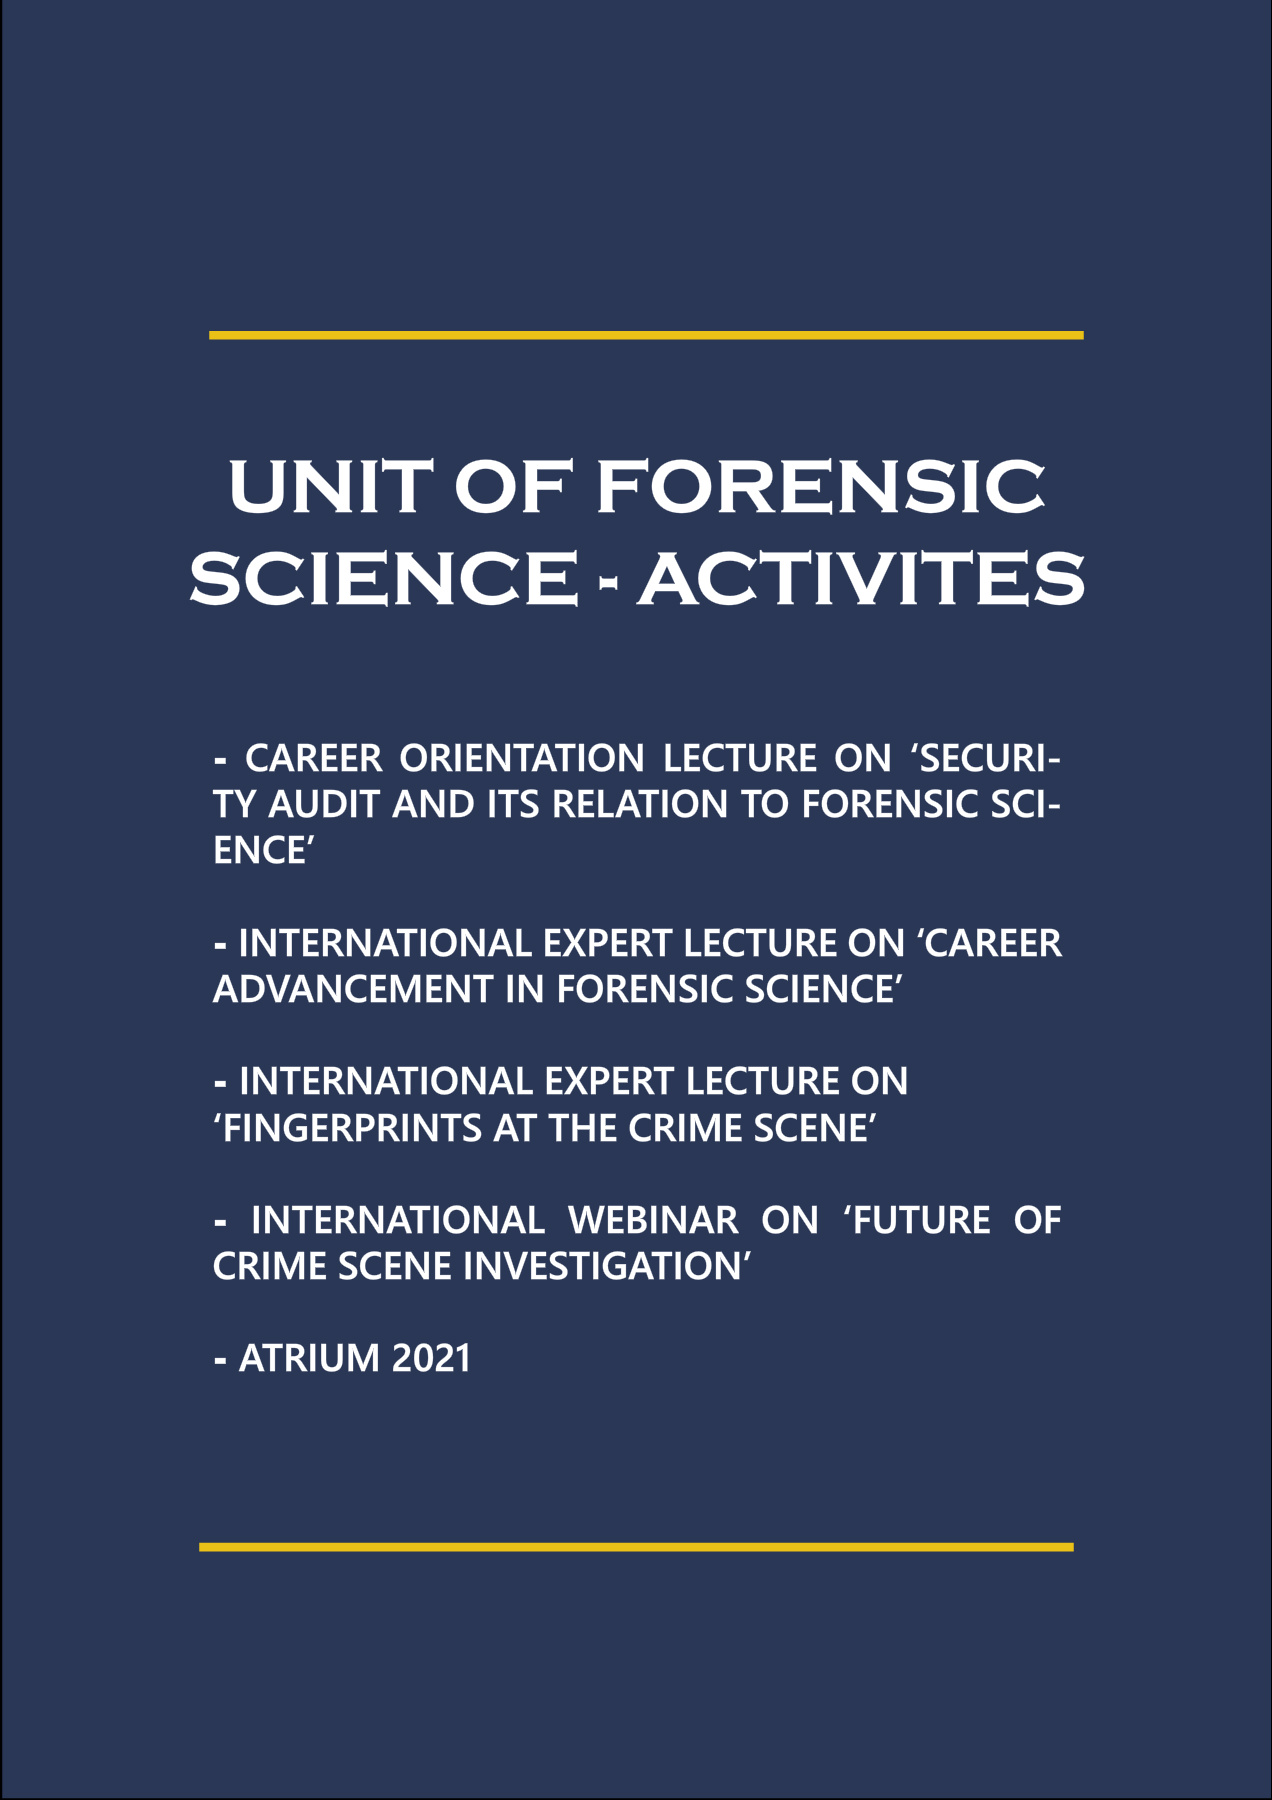 UNIT OF FORENSIC
SCIENCE - ACTIVITES
- CAREER ORIENTATION LECTURE ON ‘SECURI-
TY AUDIT AND ITS RELATION TO FORENSIC SCI-
ENCE’
- INTERNATIONAL EXPERT LECTURE ON ‘CAREER
ADVANCEMENT IN FORENSIC SCIENCE’
- INTERNATIONAL EXPERT LECTURE ON
‘FINGERPRINTS AT THE CRIME SCENE’
- INTERNATIONAL WEBINAR ON ‘FUTURE OF
CRIME SCENE INVESTIGATION’
- ATRIUM 2021